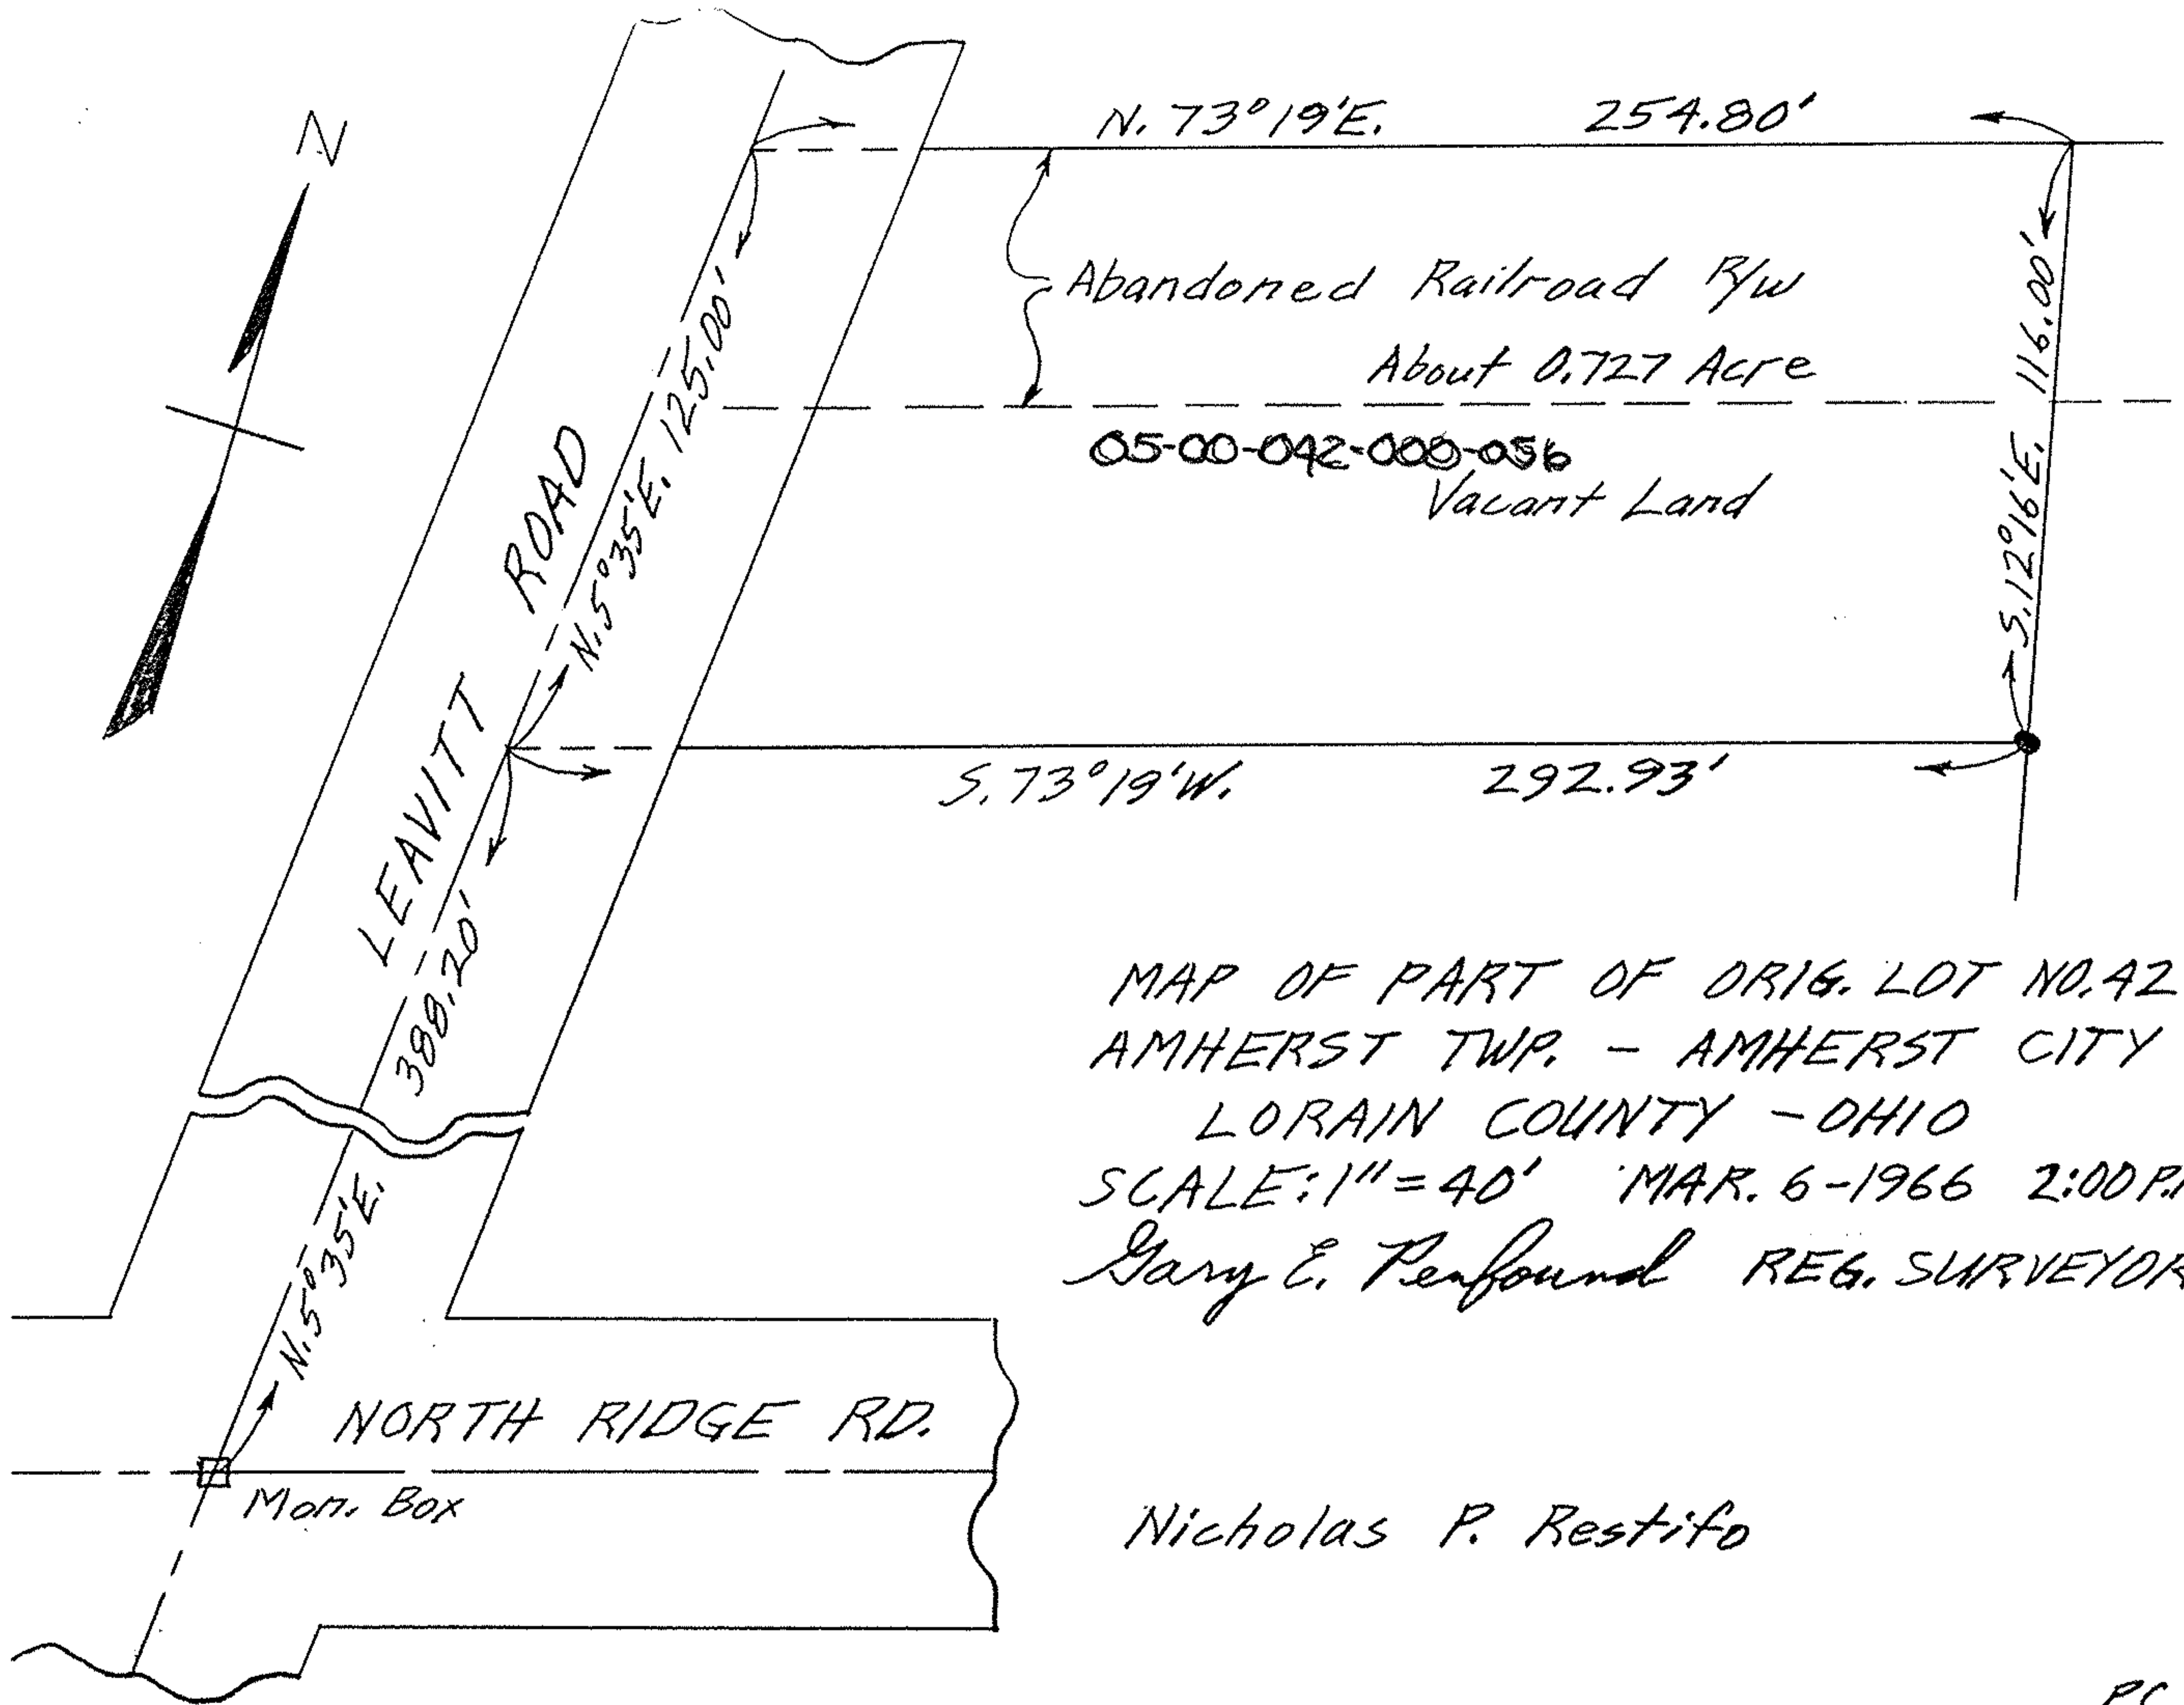 N
N. 73°19'E. 254.80'
Abandoned Railroad R/W
About 0.727 Acre
05-00-042-000-056
Vacant Land
S. 12°16'E. 116.00'
N. 5°35'E. 125.00'
LEAVITT ROAD
S. 73°19'W. 292.93'
388.20'
N. 5°35'E.
MAP OF PART OF ORIG. LOT NO. 42
AMHERST TWP. - AMHERST CITY
LORAIN COUNTY - OHIO
SCALE: 1" = 40' MAR. 6-1966 2:00 P.
Gary E. Penfound REG. SURVEYOR
NORTH RIDGE RD.
Mon. Box
Nicholas P. Restifo